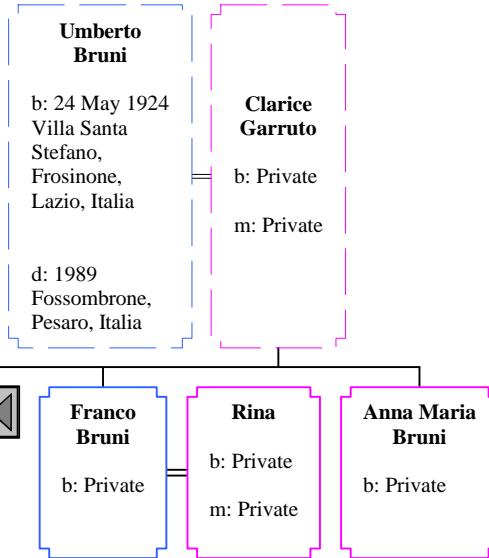 Umberto
Bruni
b: 24 May 1924
Villa Santa
Stefano,
Frosinone,
Lazio, Italia
d: 1989
Fossombrone,
Pesaro, Italia
Clarice
Garruto
b: Private
m: Private
Franco
Bruni
b: Private
Rina
b: Private
m: Private
Anna Maria
Bruni
b: Private